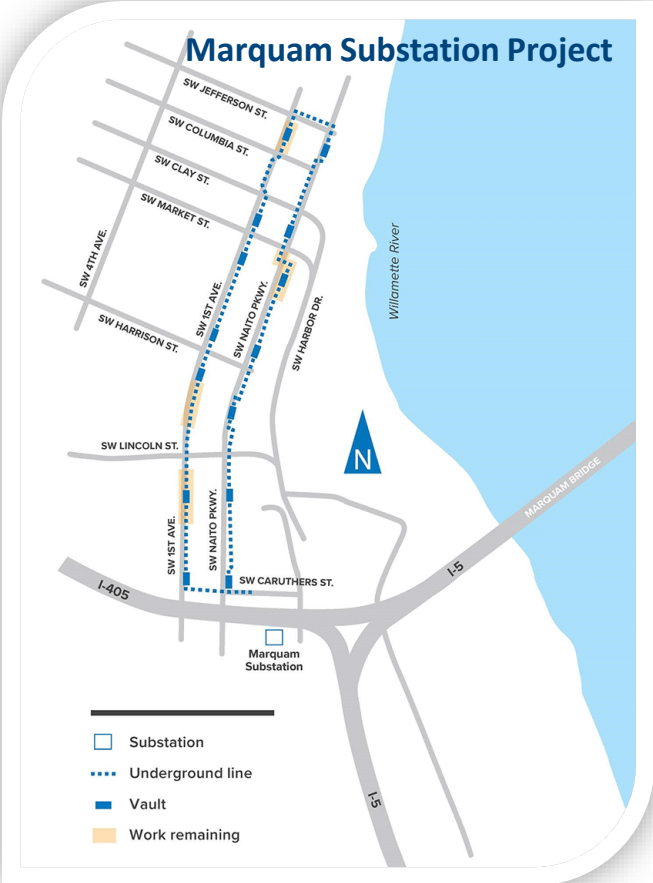 Marquam Substation Project
SW JEFFERSON ST.
SW COLUMBIA ST.
SW CLAY ST.
SW MARKET ST.
SW 4TH AVE.
SW HARRISON ST.
SW 1ST AVE.
SW NAITO PKWY.
SW HARBOR DR.
Willamette River
N
SW LINCOLN ST.
MARQUAM BRIDGE
SW 1ST AVE.
SW NAITO PKWY.
SW CARUTHERS ST.
I-405
I-5
Marquam
Substation
I-5
Substation
Underground line
Vault
Work remaining